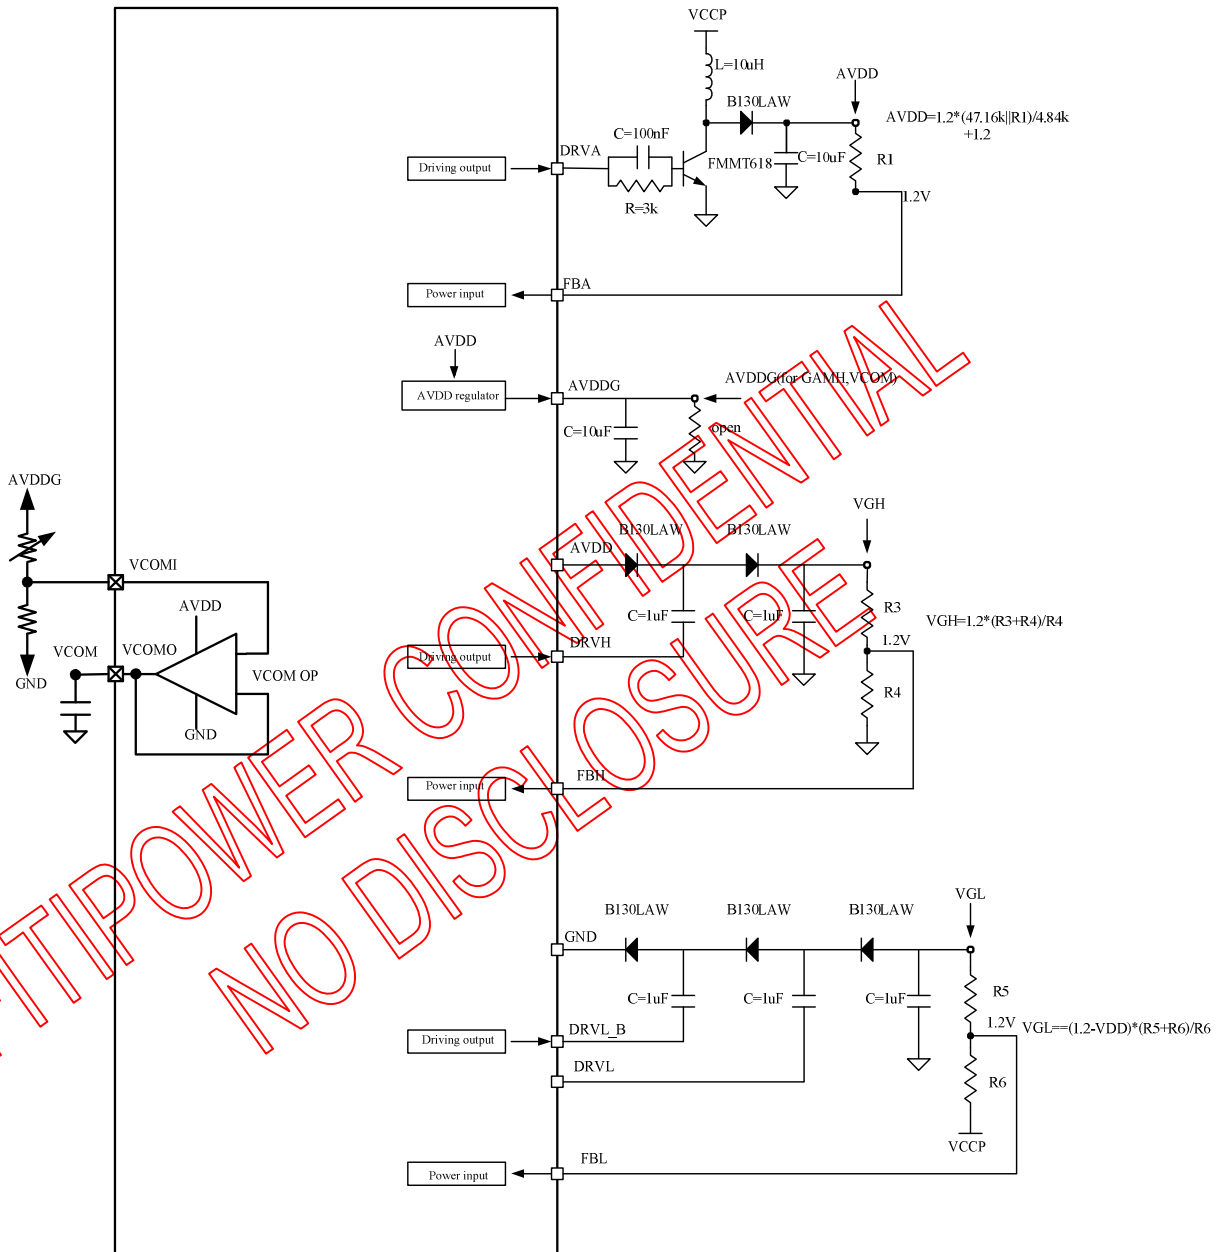 VCCP
L=10uH
B130LAW
AVDD
AVDD=1.2*(47.16k||R1)/4.84k
+1.2
C=100nF
DRVA
Driving output
FMMT618
C=10uF
R1
R=3k
1.2V
FBA
Power input
AVDD
AVDD regulator
AVDDG
AVDDG(for GAMH,VCOM)
C=10uF
open
AVDDG
VCOMI
AVDD
VCOM
VCOMO
VCOM OP
GND
GND
VGH
B130LAW
B130LAW
AVDD
C=1uF
C=1uF
R3
VGH=1.2*(R3+R4)/R4
DRVH
Driving output
1.2V
R4
FBH
Power input
VGL
B130LAW
B130LAW
B130LAW
GND
C=1uF
C=1uF
C=1uF
R5
1.2V
VGL==(1.2-VDD)*(R5+R6)/R6
DRVL_B
Driving output
DRVL
R6
VCCP
FBL
Power input
TIPOWER CONFIDENTIAL
NO DISCLOSURE